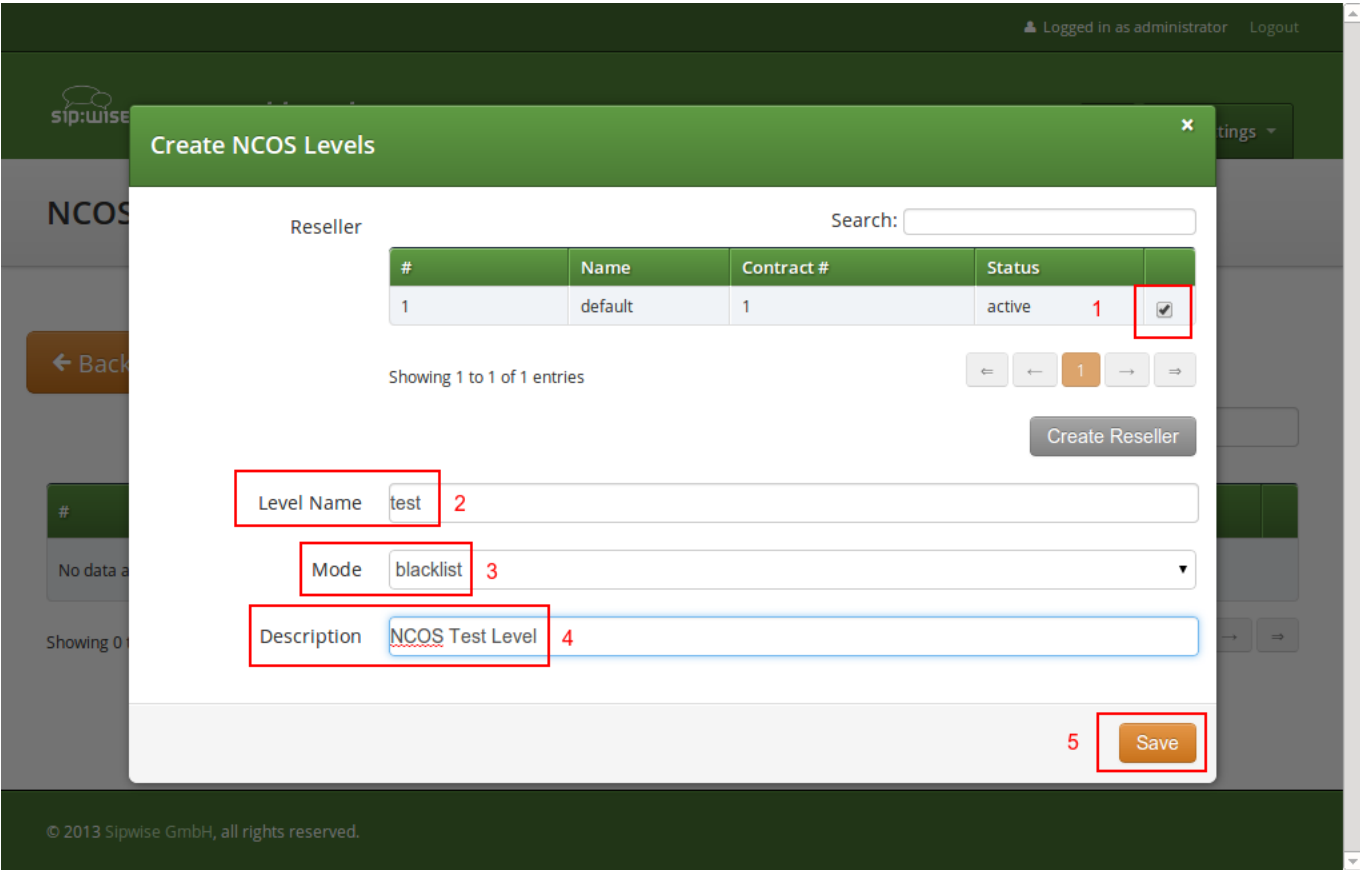 Logged in as administrator Logout
sip:wise
tings
Create NCOS Levels ×
NCOS
Reseller
Search:
# Name Contract # Status
1 default 1 active 1
← Back
Showing 1 to 1 of 1 entries
⇐ ← 1 → ⇒
Create Reseller
Level Name test 2
#
Mode blacklist 3
No data a
Description NCOS Test Level 4
Showing 0
→ ⇒
5 Save
© 2013 Sipwise GmbH, all rights reserved.